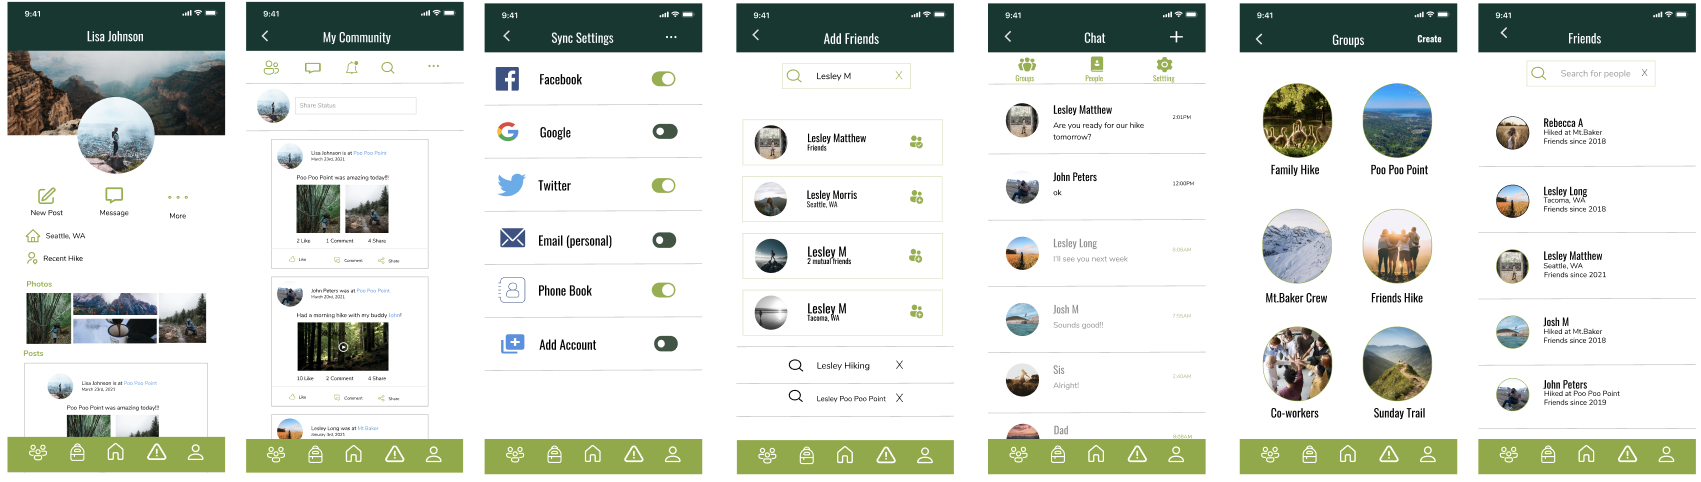 9:41
Lisa Johnson
New Post
Message
More
Seattle, WA
Recent Hike
Photos
Posts
Lisa Johnson is at Poo Poo Point
March 23rd, 2021
Poo Poo Point was amazing today!!!
9:41
My Community
Share Status
Lisa Johnson is at Poo Poo Point
March 23rd, 2021
Poo Poo Point was amazing today!!!
2 Like 1 Comment 4 Share
Like Comment Share
John Peters was at Poo Poo Point
March 20rd, 2021
Had a morning hike with my buddy John!
10 Like 2 Comment 4 Share
Like Comment Share
Lesley Long was at Mt Baker
January 3rd, 2021
9:41
Sync Settings
Facebook
Google
Twitter
Email (personal)
Phone Book
Add Account
9:41
Add Friends
Lesley M X
Lesley Matthew
Friends
Lesley Morris
Seattle, WA
Lesley M
2 mutual friends
Lesley M
Tacoma, WA
Lesley Hiking X
Lesley Poo Poo Point X
9:41
Chat
Groups People Settting
Lesley Matthew
Are you ready for our hike 2:01PM
tomorrow?
John Peters
ok 12:00PM
Lesley Long
I'll see you next week
Josh M
Sounds good!! 7:55AM
Sis
Alright!
Dad
9:41
Groups Create
Family Hike Poo Poo Point
Mt.Baker Crew Friends Hike
Co-workers Sunday Trail
9:41
Friends
Search for people X
Rebecca A
Hiked at Mt.Baker
Friends since 2018
Lesley Long
Tacoma, WA
Friends since 2018
Lesley Matthew
Seattle, WA
Friends since 2021
Josh M
Hiked at Mt.Baker
Friends since 2018
John Peters
Hiked at Poo Poo Point
Friends since 2019